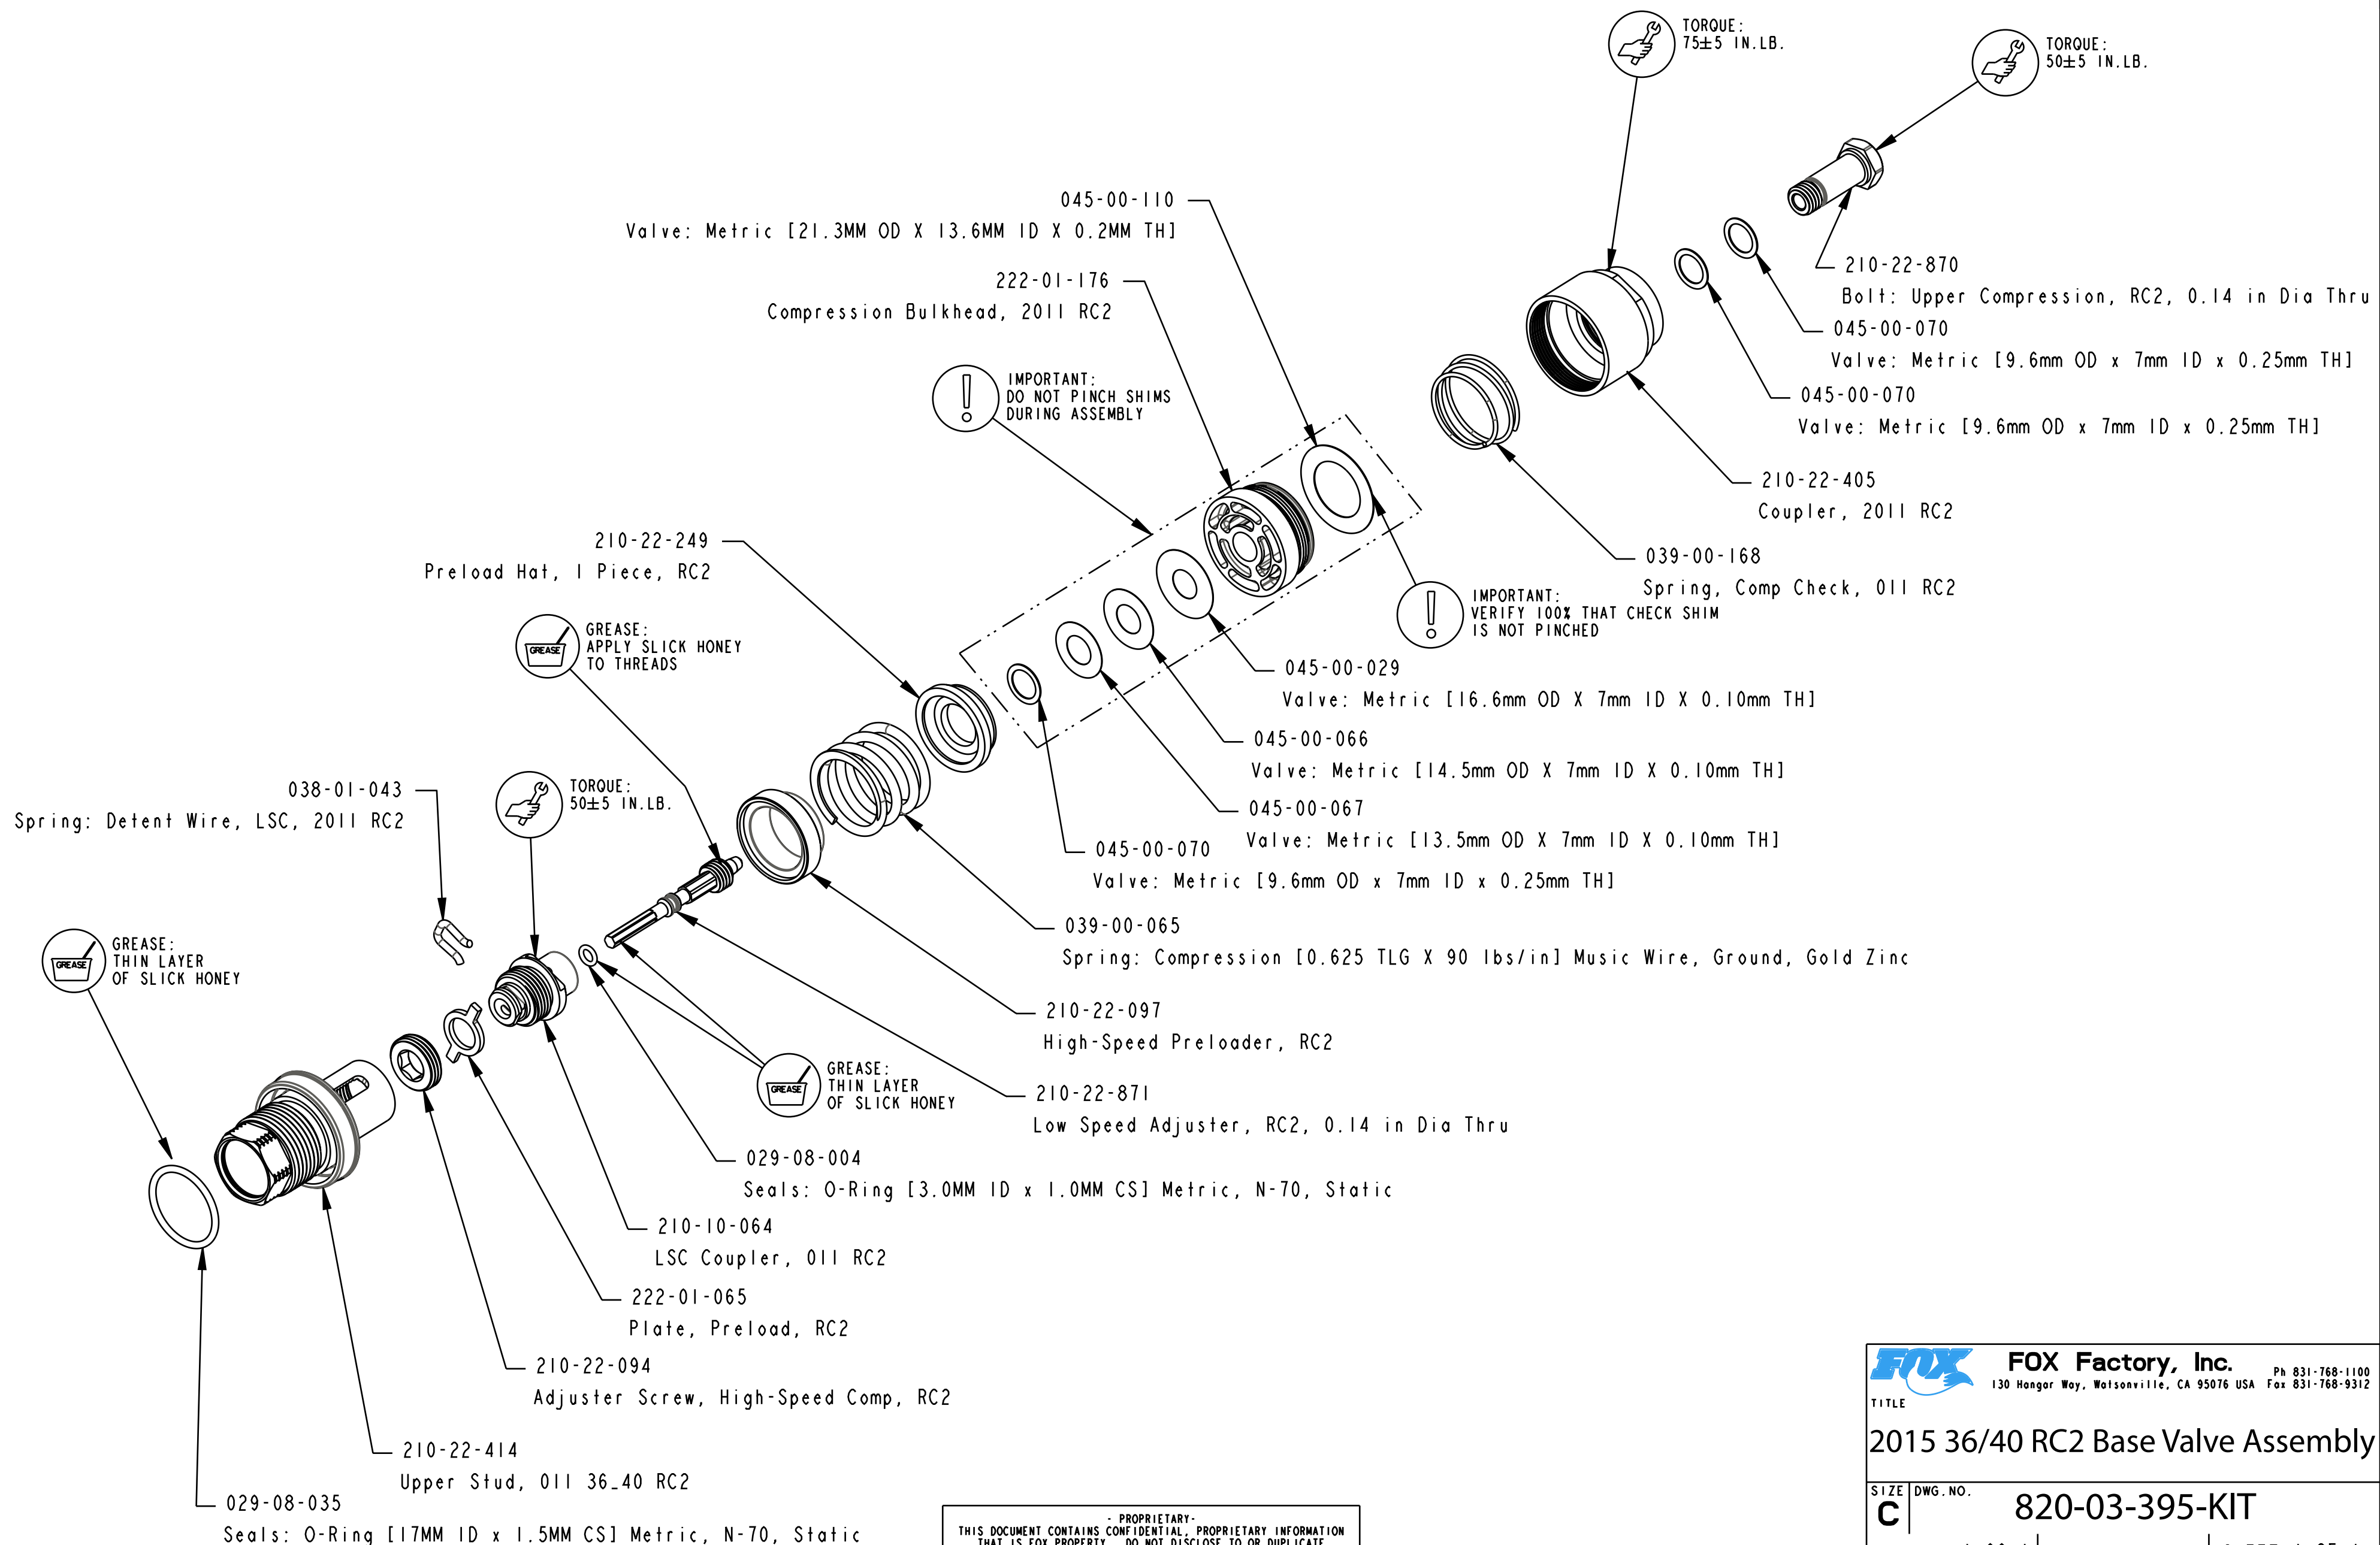 TORQUE:
75±5 IN.LB.
TORQUE:
50±5 IN.LB.
045-00-110
Valve: Metric [21.3MM OD X 13.6MM ID X 0.2MM TH]
222-01-176
Compression Bulkhead, 2011 RC2
210-22-870
Bolt: Upper Compression, RC2, 0.14 in Dia Thru
045-00-070
Valve: Metric [9.6mm OD x 7mm ID x 0.25mm TH]
045-00-070
Valve: Metric [9.6mm OD x 7mm ID x 0.25mm TH]
IMPORTANT:
DO NOT PINCH SHIMS
DURING ASSEMBLY
210-22-405
Coupler, 2011 RC2
210-22-249
Preload Hat, 1 Piece, RC2
039-00-168
Spring, Comp Check, 011 RC2
IMPORTANT:
VERIFY 100% THAT CHECK SHIM
IS NOT PINCHED
GREASE
GREASE:
APPLY SLICK HONEY
TO THREADS
045-00-029
Valve: Metric [16.6mm OD X 7mm ID X 0.10mm TH]
045-00-066
Valve: Metric [14.5mm OD X 7mm ID X 0.10mm TH]
038-01-043
Spring: Detent Wire, LSC, 2011 RC2
TORQUE:
50±5 IN.LB.
045-00-067
Valve: Metric [13.5mm OD X 7mm ID X 0.10mm TH]
045-00-070
Valve: Metric [9.6mm OD x 7mm ID x 0.25mm TH]
039-00-065
Spring: Compression [0.625 TLG X 90 lbs/in] Music Wire, Ground, Gold Zinc
GREASE
GREASE:
THIN LAYER
OF SLICK HONEY
210-22-097
High-Speed Preloader, RC2
GREASE
GREASE:
THIN LAYER
OF SLICK HONEY
210-22-871
Low Speed Adjuster, RC2, 0.14 in Dia Thru
029-08-004
Seals: O-Ring [3.0MM ID x 1.0MM CS] Metric, N-70, Static
210-10-064
LSC Coupler, 011 RC2
222-01-065
Plate, Preload, RC2
210-22-094
Adjuster Screw, High-Speed Comp, RC2
210-22-414
Upper Stud, 011 36_40 RC2
029-08-035
Seals: O-Ring [17MM ID x 1.5MM CS] Metric, N-70, Static
- PROPRIETARY-
THIS DOCUMENT CONTAINS CONFIDENTIAL, PROPRIETARY INFORMATION
THAT IS FOX PROPERTY. DO NOT DISCLOSE TO OR DUPLICATE
FOX
FOX Factory, Inc.
130 Hangar Way, Watsonville, CA 95076 USA
Ph 831-768-1100
Fax 831-768-9312
TITLE
2015 36/40 RC2 Base Valve Assembly
SIZE
C
DWG.NO.
820-03-395-KIT